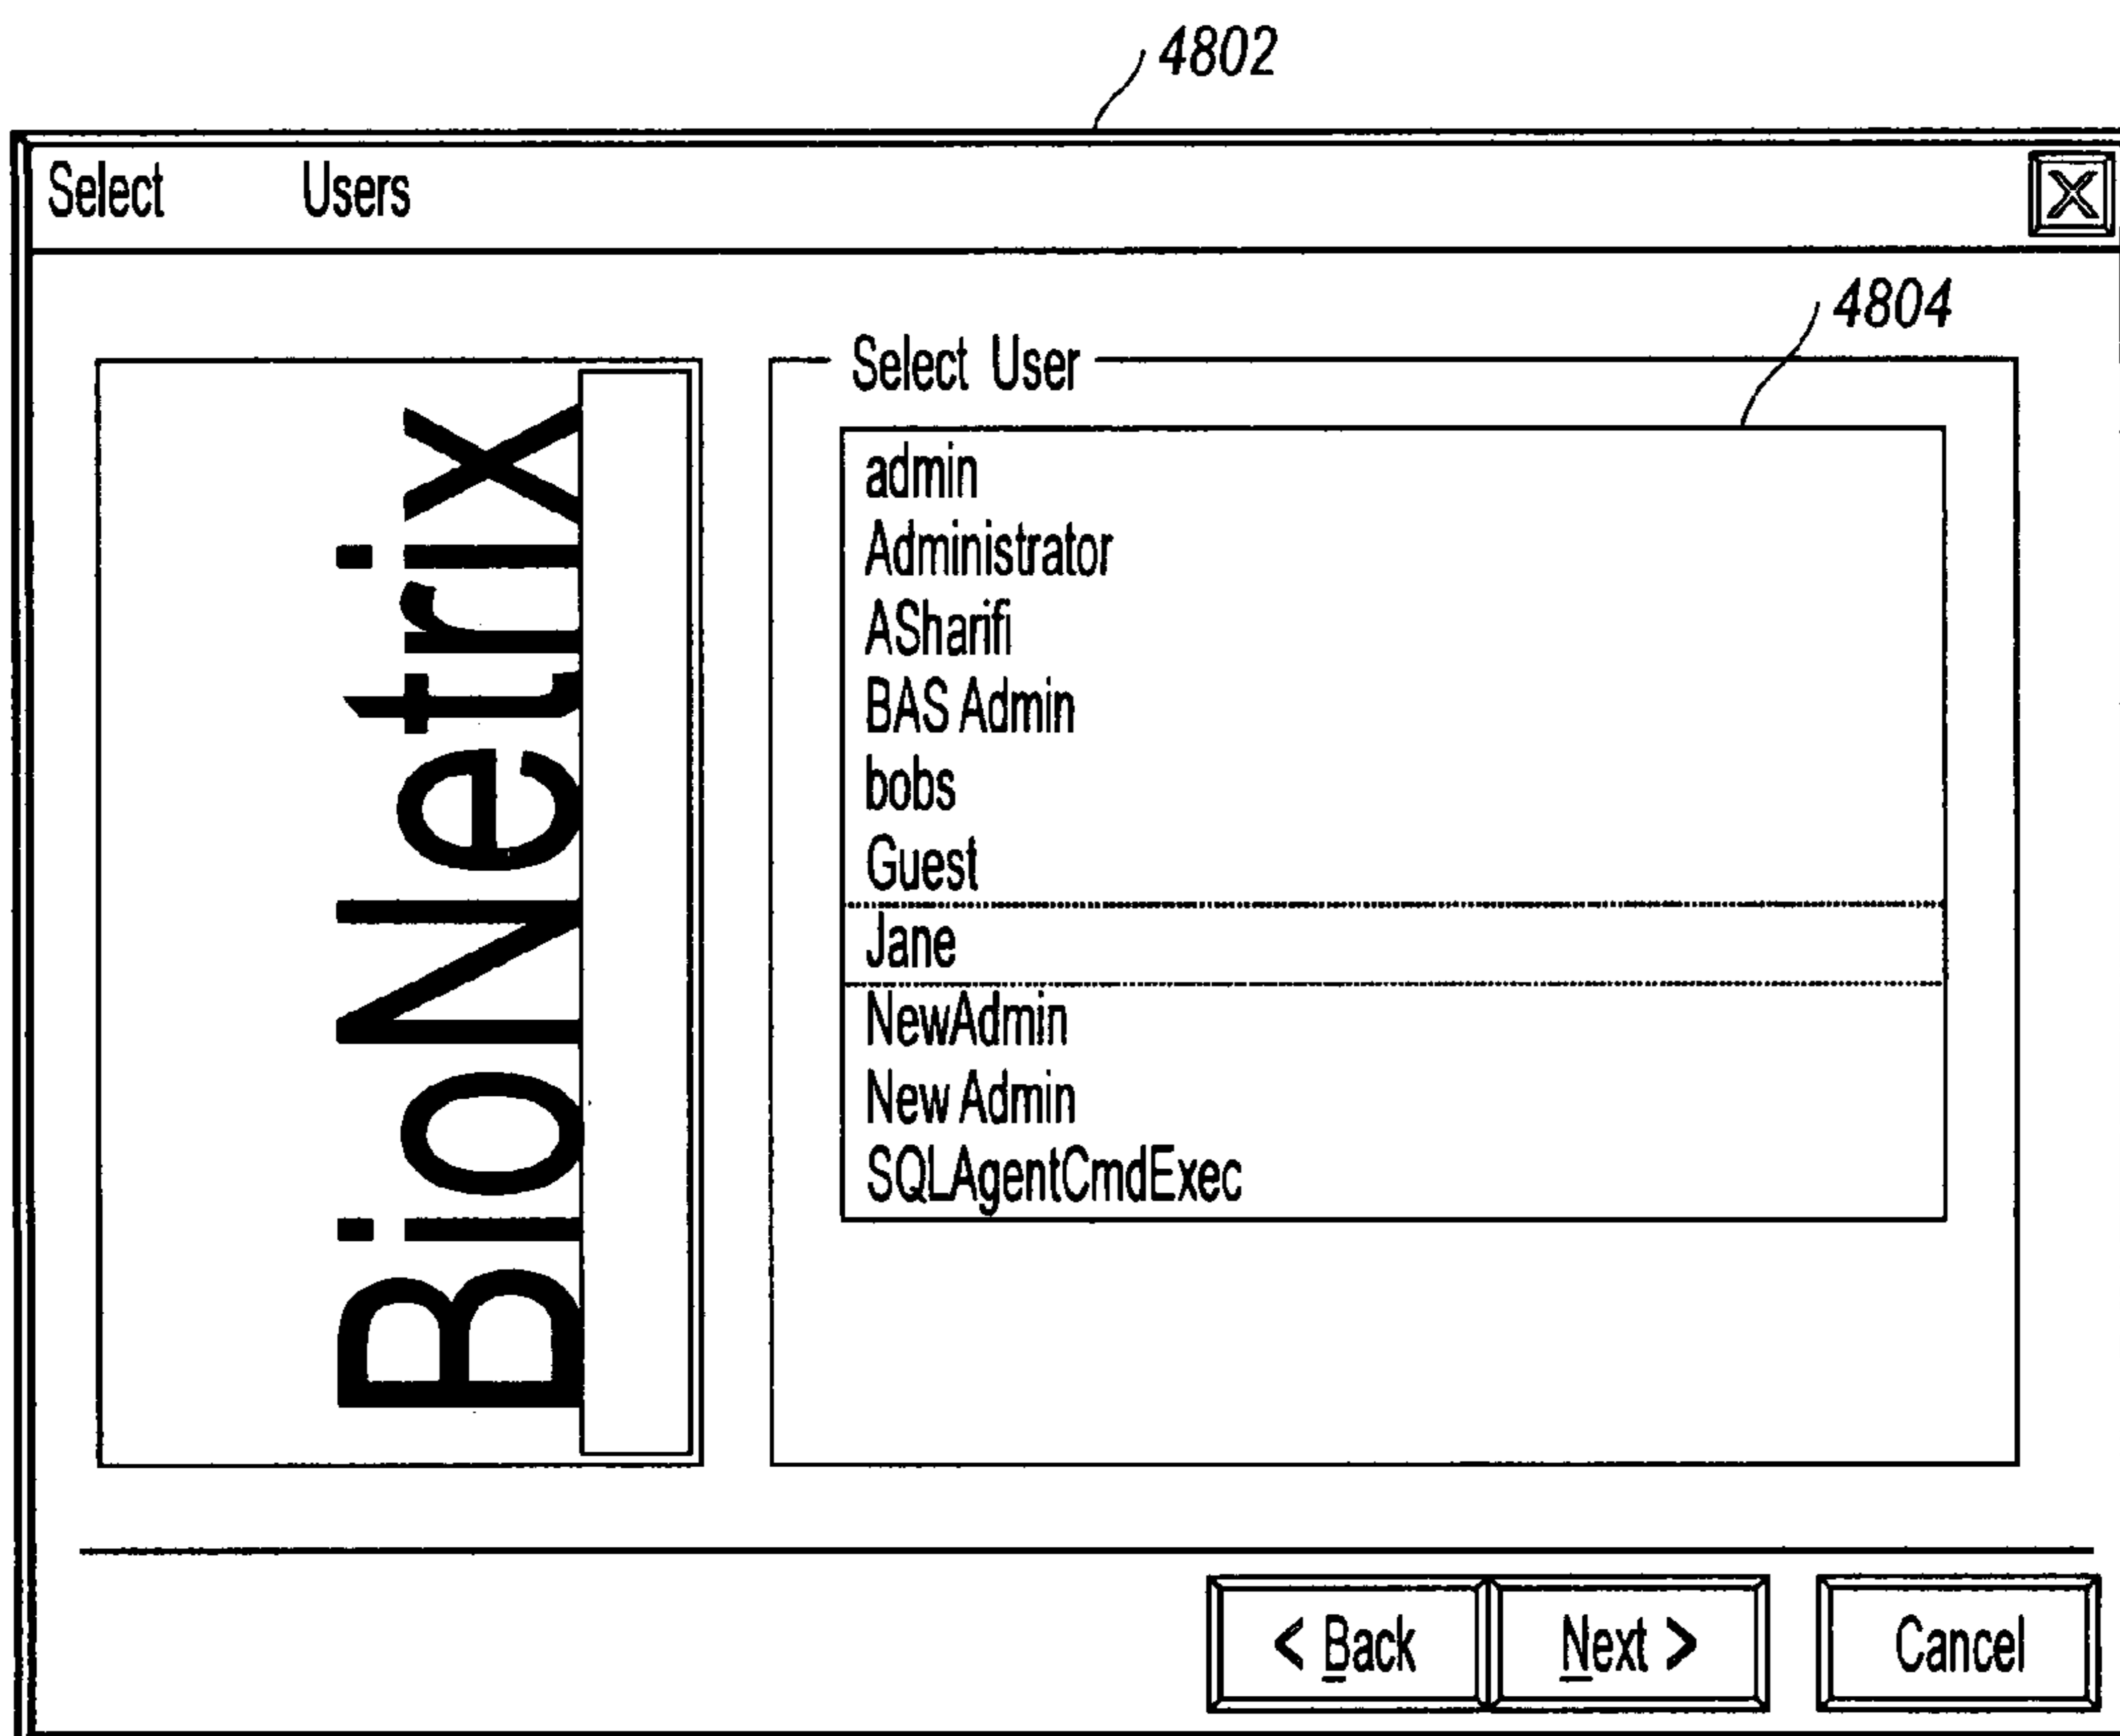 4802
Select Users
X
4804
BioNetrix
Select User
admin
Administrator
ASharifi
BAS Admin
bobs
Guest
Jane
NewAdmin
New Admin
SQLAgentCmdExec
< Back
Next >
Cancel